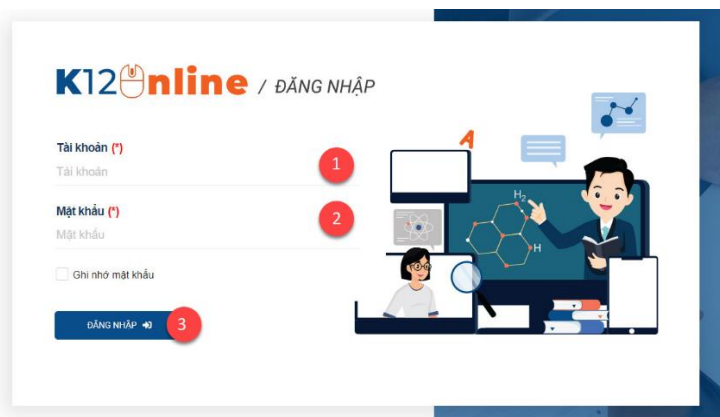 K12Online / ĐĂNG NHẬP
Tài khoản (*)
Tài khoản
1
Mật khẩu (*)
2
Mật khẩu
Ghi nhớ mật khẩu
ĐĂNG NHẬP
3
A
H2
H